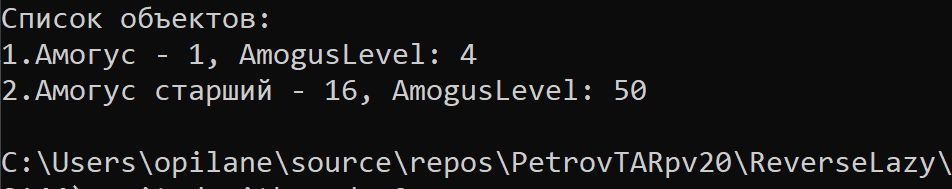 Список объектов:
1.Амогус - 1, AmogusLevel: 4
2.Амогус старший - 16, AmogusLevel: 50
C:\Users\opilane\source\repos\PetrovTARpv20\ReverseLazy\